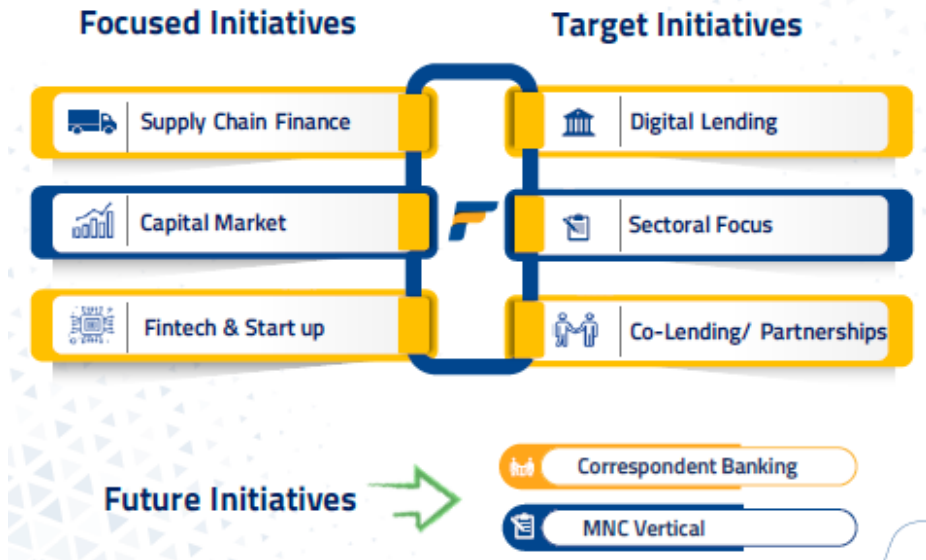 Focused Initiatives
Supply Chain Finance
Capital Market
Fintech & Start up
Target Initiatives
Digital Lending
Sectoral Focus
Co-Lending/ Partnerships
Future Initiatives
Correspondent Banking
MNC Vertical